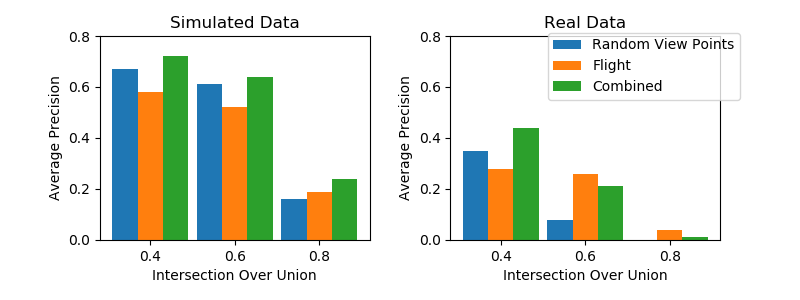 Simulated Data
Average Precision
0.8
0.6
0.4
0.2
0.0
0.4 0.6 0.8
Intersection Over Union
Real Data
Random View Points
Flight
Combined
Average Precision
0.8
0.6
0.4
0.2
0.0
0.4 0.6 0.8
Intersection Over Union